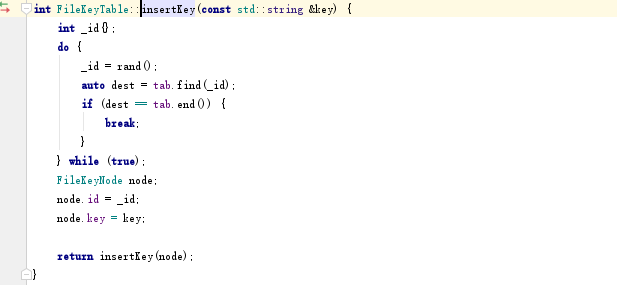 int FileKeyTable::insertKey(const std::string &key) {
    int _id{};
    do {
        _id = rand();
        auto dest = tab.find(_id);
        if (dest == tab.end()) {
            break;
        }
    } while (true);
    FileKeyNode node;
    node.id = _id;
    node.key = key;

    return insertKey(node);
}